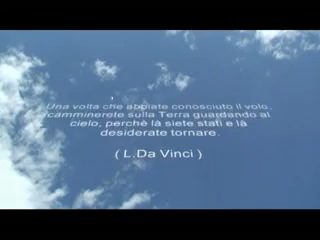 Una volta che abbiate conosciuto il volo,
camminerete sulla Terra guardando al
cielo, perchè là siete stati e là
desiderate tornare.
( L.Da Vinci )